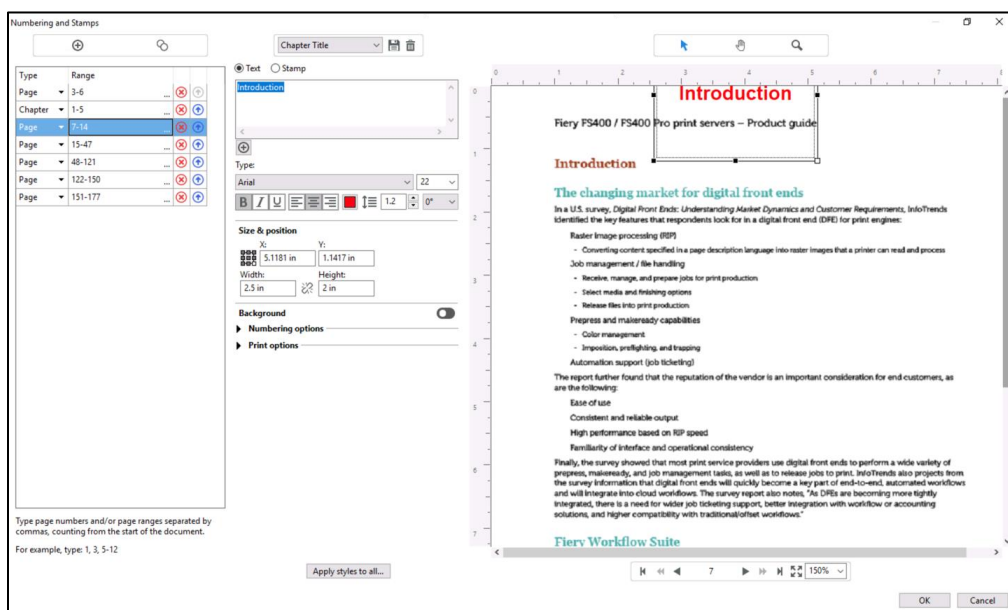 Numbering and Stamps
Chapter Title
Type Range
Page 3-6 ...
Chapter 1-5 ...
Page 7-14 ...
Page 15-47 ...
Page 48-121 ...
Page 122-150 ...
Page 151-177 ...
Type page numbers and/or page ranges separated by
commas, counting from the start of the document.
For example, type: 1, 3, 5-12
Text Stamp
Introduction
Type:
Arial 22
B I U 1.2 0°
Size & position
X: Y:
5.1181 in 1.1417 in
Width: Height:
2.5 in 2 in
Background
Numbering options
Print options
Apply styles to all...
0 1 2 3 4 5 6 7 8
0
1
2
3
4
5
6
7
Introduction
Fiery FS400 / FS400 Pro print servers – Product guide
Introduction
The changing market for digital front ends
In a U.S. survey, Digital Front Ends: Understanding Market Dynamics and Customer Requirements, InfoTrends
identified the key features that respondents look for in a digital front end (DFE) for print engines:
Raster image processing (RIP)
- Converting content specified in a page description language into raster images that a printer can read and process
Job management / file handling
- Receive, manage, and prepare jobs for print production
- Select media and finishing options
- Release files into print production
Prepress and makeready capabilities
- Color management
- Imposition, preflighting, and trapping
Automation support (job ticketing)
The report further found that the reputation of the vendor is an important consideration for end customers, as
are the following:
Ease of use
Consistent and reliable output
High performance based on RIP speed
Familiarity of interface and operational consistency
Finally, the survey showed that most print service providers use digital front ends to perform a wide variety of
prepress, makeready, and job management tasks, as well as to release jobs to print. InfoTrends also projects from
the survey information that digital front ends will quickly become a key part of end-to-end, automated workflows
and will integrate into cloud workflows. The survey report also notes, "As DFEs are becoming more tightly
integrated, there is a need for wider job ticketing support, better integration with workflow or accounting
solutions, and higher compatibility with traditional/offset workflows."
Fiery Workflow Suite
7 150%
OK Cancel